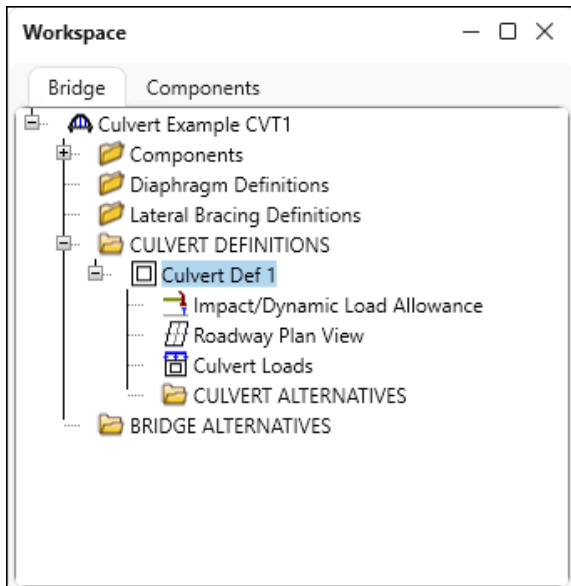 Workspace
Bridge Components
Culvert Example CVT1
Components
Diaphragm Definitions
Lateral Bracing Definitions
CULVERT DEFINITIONS
Culvert Def 1
Impact/Dynamic Load Allowance
Roadway Plan View
Culvert Loads
CULVERT ALTERNATIVES
BRIDGE ALTERNATIVES